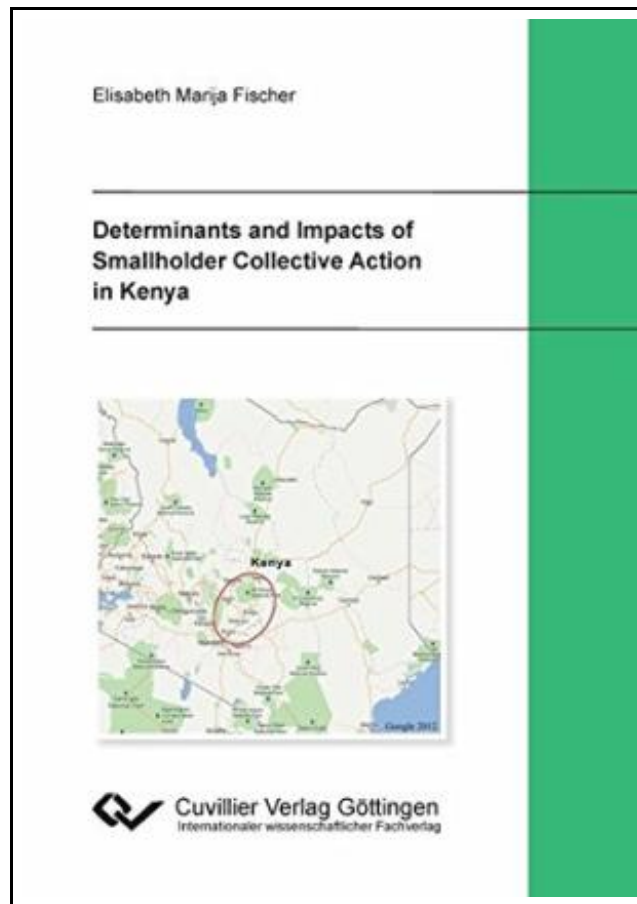 Elisabeth Marija Fischer
Determinants and Impacts of
Smallholder Collective Action
in Kenya
Kenya
Google 2012
Cuvillier Verlag Göttingen
Internationaler wissenschaftlicher Fachverlag